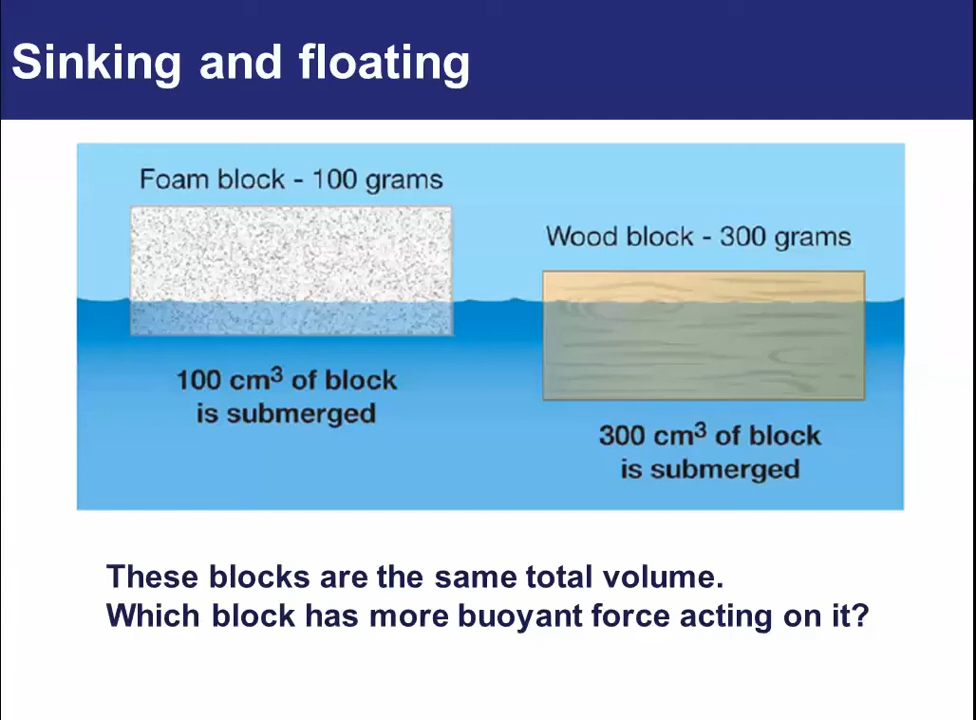 Sinking and floating
Foam block - 100 grams
Wood block - 300 grams
100 cm³ of block
is submerged
300 cm³ of block
is submerged
These blocks are the same total volume.
Which block has more buoyant force acting on it?